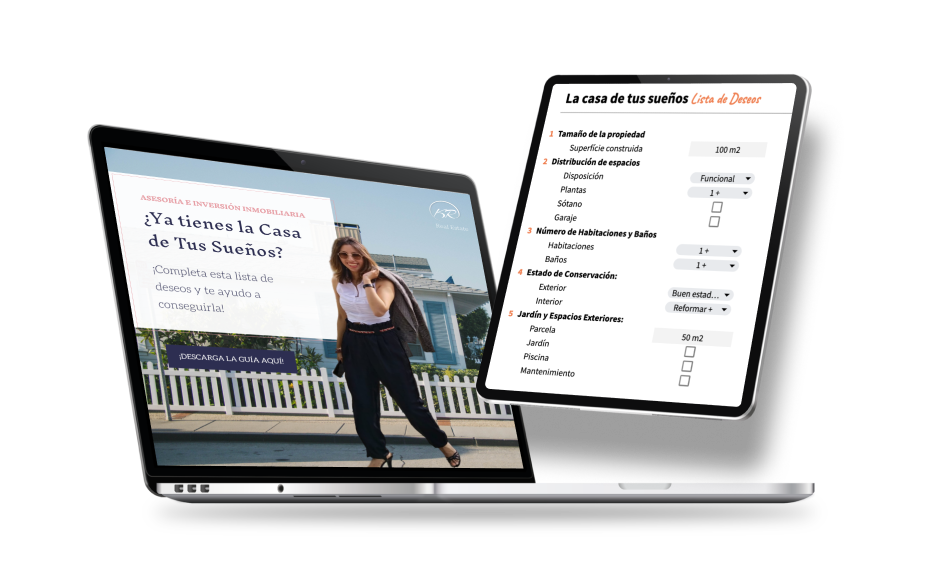 ASESORÍA E INVERSIÓN INMOBILIARIA
¿Ya tienes la Casa
de Tus Sueños?
¡Completa esta lista de
deseos y te ayudo a
conseguirla!
¡DESCARGA LA GUÍA AQUÍ!
La casa de tus sueños Lista de Deseos
1 Tamaño de la propiedad
Superfície construida 100 m2
2 Distribución de espacios
Disposición Funcional
Plantas 1 +
Sótano
Garaje
3 Número de Habitaciones y Baños
Habitaciones 1 +
Baños 1 +
4 Estado de Conservación:
Exterior Buen estad...
Interior Reformar +
5 Jardín y Espacios Exteriores:
Parcela 50 m2
Jardín
Piscina
Mantenimiento